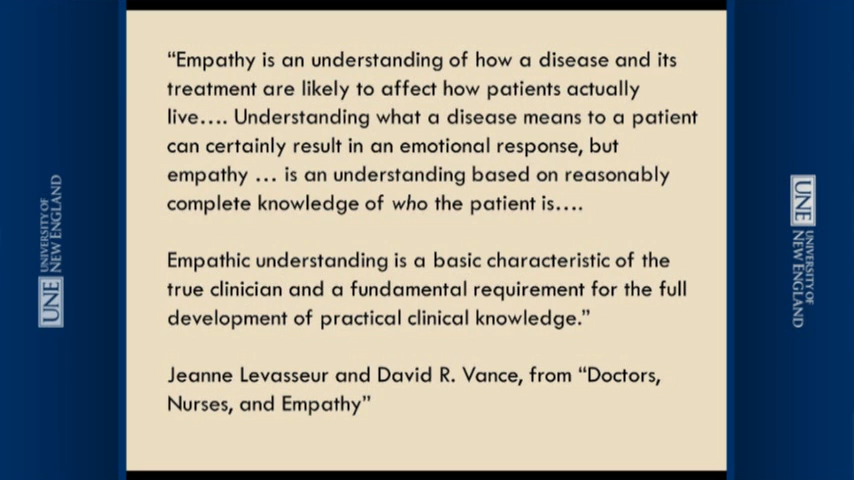 “Empathy is an understanding of how a disease and its
treatment are likely to affect how patients actually
live…. Understanding what a disease means to a patient
can certainly result in an emotional response, but
empathy … is an understanding based on reasonably
complete knowledge of who the patient is….
Empathic understanding is a basic characteristic of the
true clinician and a fundamental requirement for the full
development of practical clinical knowledge.”
Jeanne Levasseur and David R. Vance, from “Doctors,
Nurses, and Empathy”
UNE
UNIVERSITY OF
NEW ENGLAND
UNE
UNIVERSITY OF
NEW ENGLAND